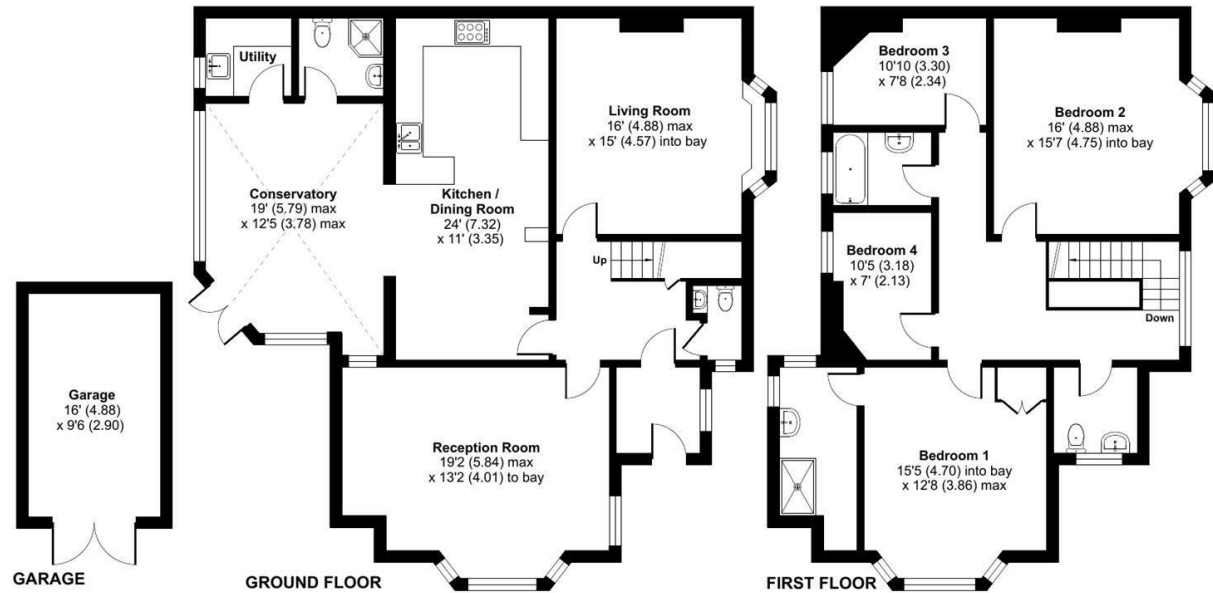 Utility
Living Room
16' (4.88) max
x 15' (4.57) into bay
Conservatory
19' (5.79) max
x 12'5 (3.78) max
Kitchen /
Dining Room
24' (7.32)
x 11' (3.35)
Up
Garage
16' (4.88)
x 9'6 (2.90)
Reception Room
19'2 (5.84) max
x 13'2 (4.01) to bay
GARAGE
GROUND FLOOR
Bedroom 3
10'10 (3.30)
x 7'8 (2.34)
Bedroom 2
16' (4.88) max
x 15'7 (4.75) into bay
Bedroom 4
10'5 (3.18)
x 7' (2.13)
Down
Bedroom 1
15'5 (4.70) into bay
x 12'8 (3.86) max
FIRST FLOOR